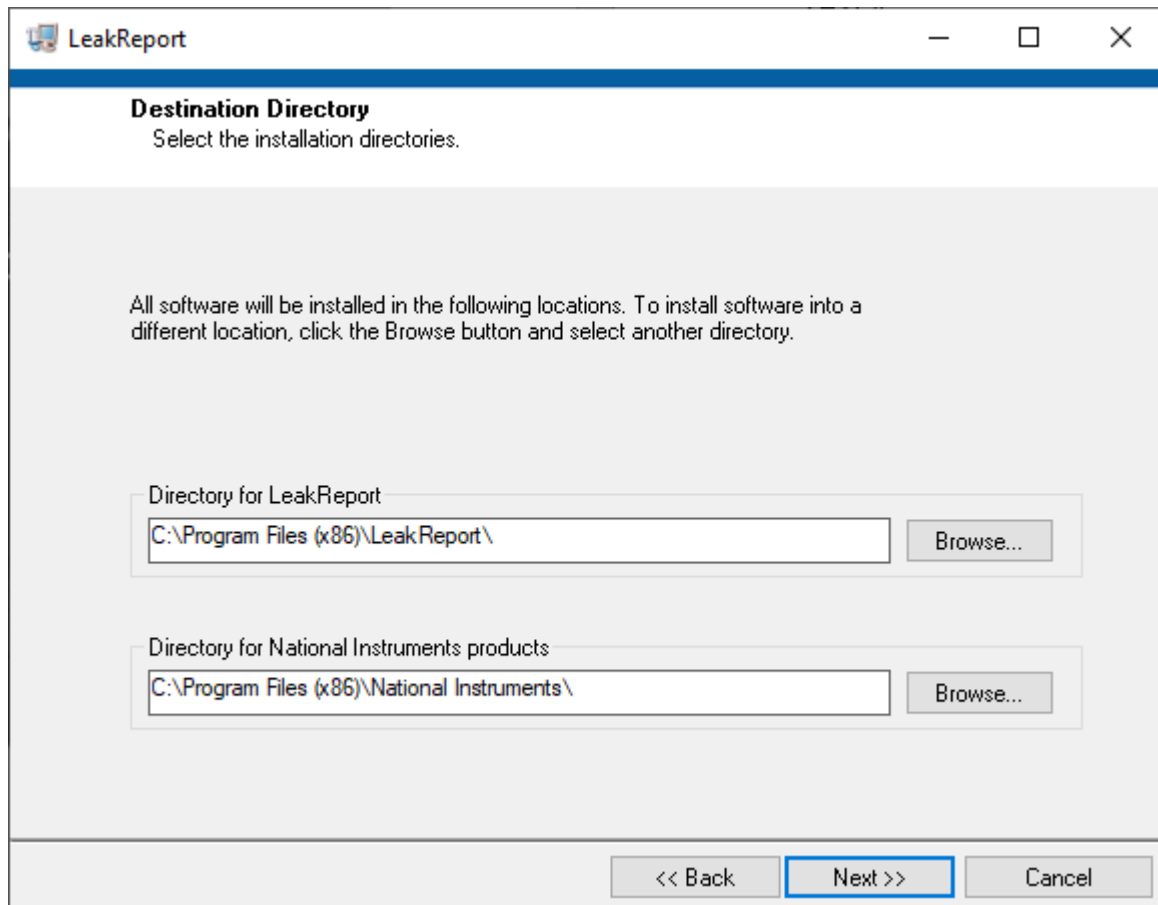 LeakReport
Destination Directory
Select the installation directories.
All software will be installed in the following locations. To install software into a
different location, click the Browse button and select another directory.
Directory for LeakReport
C:\Program Files (x86)\LeakReport\
Browse...
Directory for National Instruments products
C:\Program Files (x86)\National Instruments\
Browse...
<< Back
Next >>
Cancel